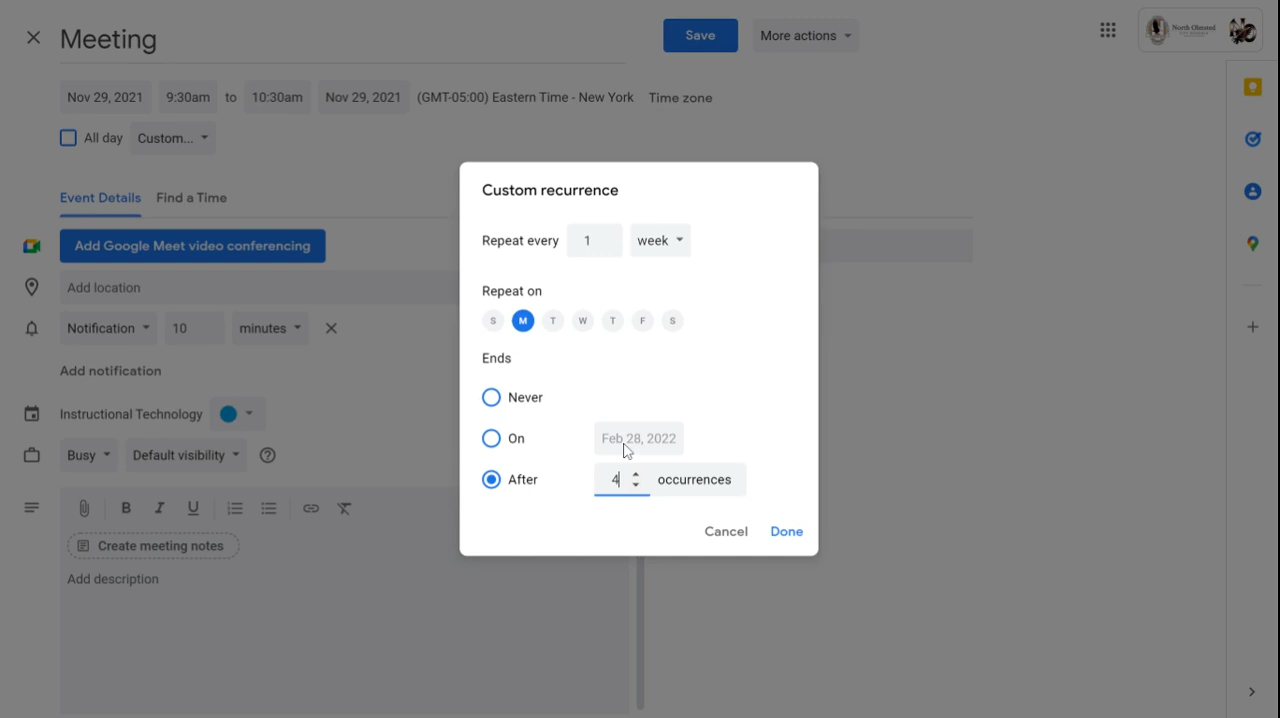 Meeting
Save
More actions
North Olmsted
Nov 29, 2021 9:30am to 10:30am Nov 29, 2021 (GMT-05:00) Eastern Time - New York Time zone
All day Custom...
Event Details Find a Time
Add Google Meet video conferencing
Add location
Notification 10 minutes
Add notification
Instructional Technology
Busy Default visibility
B I U
Create meeting notes
Add description
Custom recurrence
Repeat every 1 week
Repeat on
S M T W T F S
Ends
Never
On Feb 28, 2022
After 4 occurrences
Cancel Done